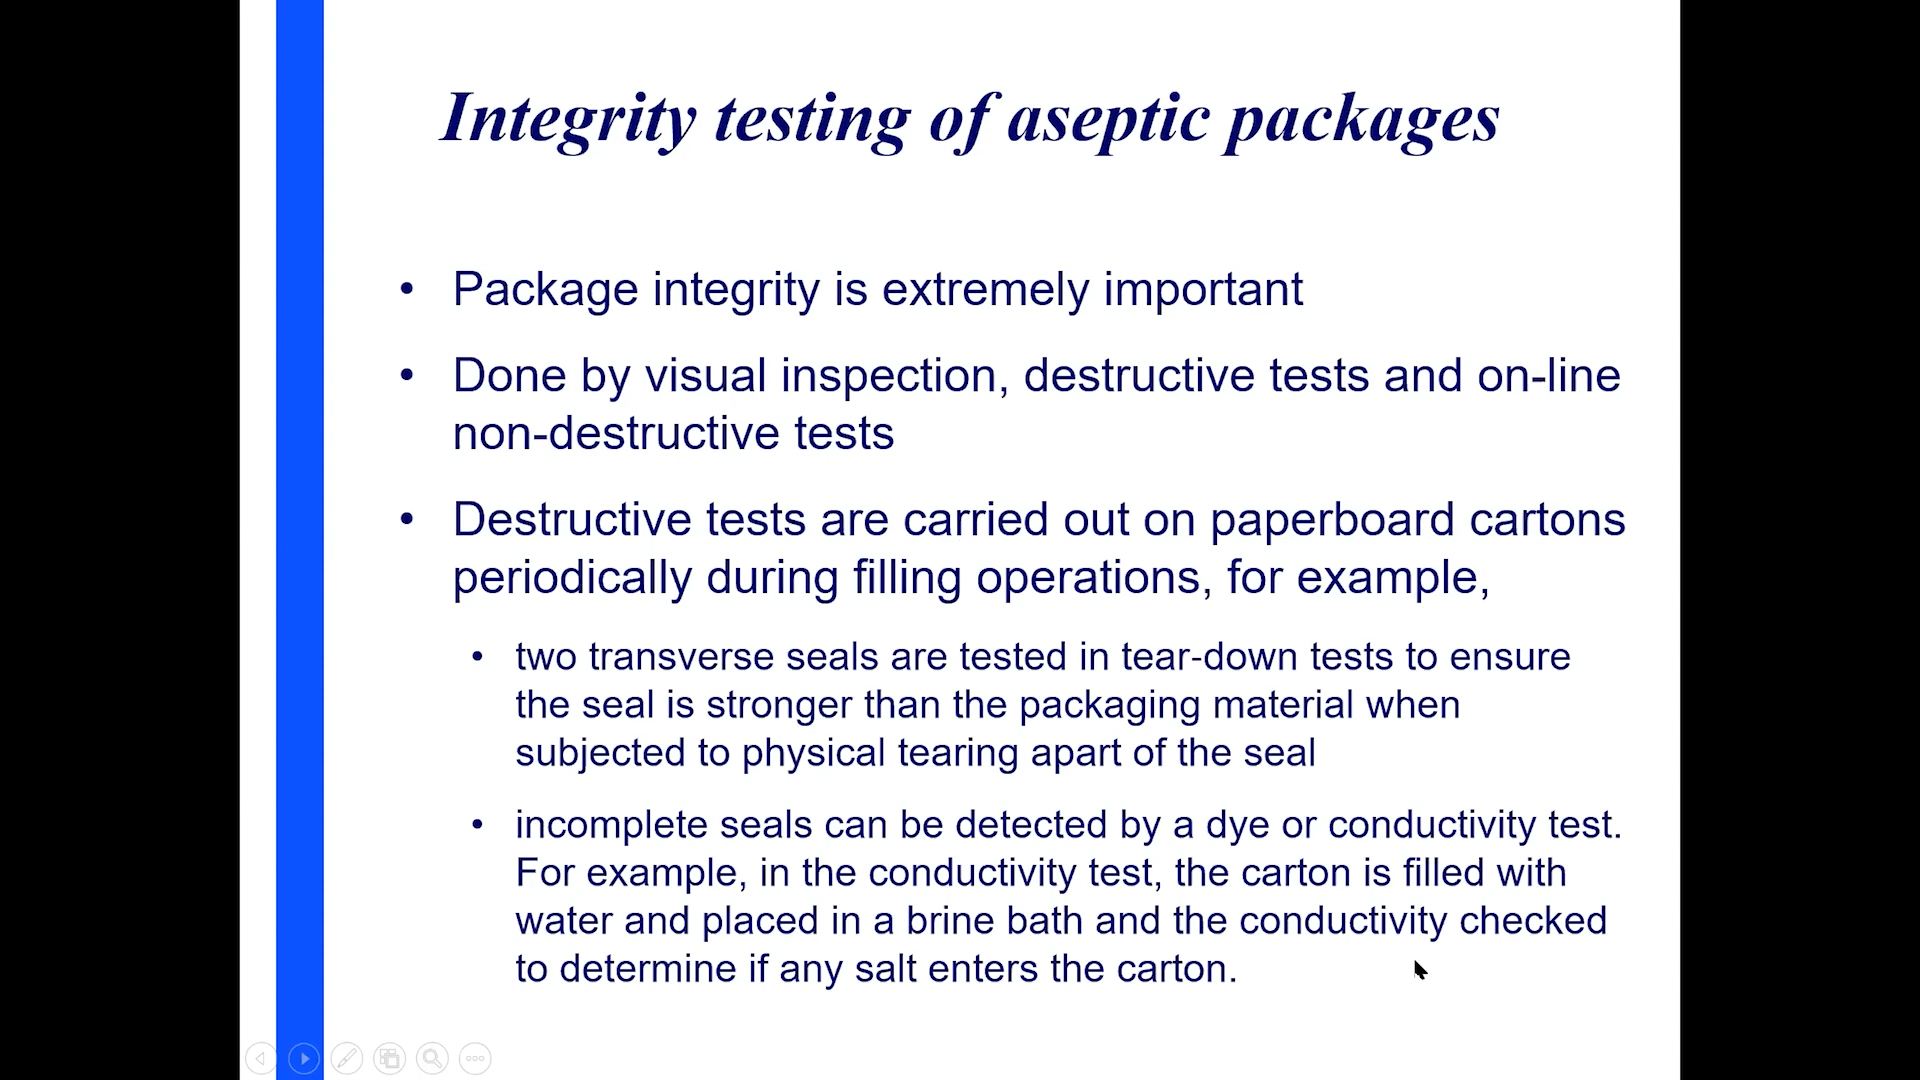 Integrity testing of aseptic packages
• Package integrity is extremely important
• Done by visual inspection, destructive tests and on-line
non-destructive tests
• Destructive tests are carried out on paperboard cartons
periodically during filling operations, for example,
• two transverse seals are tested in tear-down tests to ensure
the seal is stronger than the packaging material when
subjected to physical tearing apart of the seal
• incomplete seals can be detected by a dye or conductivity test.
For example, in the conductivity test, the carton is filled with
water and placed in a brine bath and the conductivity checked
to determine if any salt enters the carton.